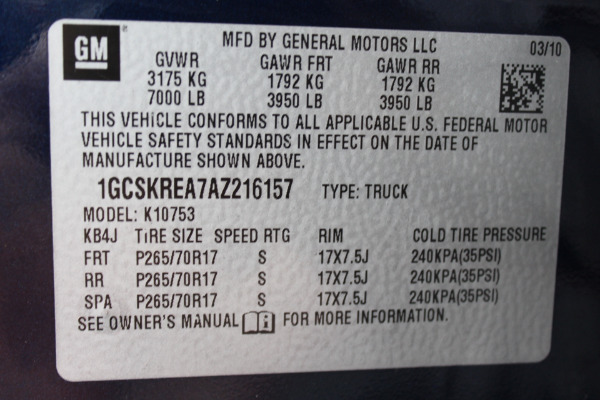 GM
MFD BY GENERAL MOTORS LLC 03/10
GVWR GAWR FRT GAWR RR
3175 KG 1792 KG 1792 KG
7000 LB 3950 LB 3950 LB
THIS VEHICLE CONFORMS TO ALL APPLICABLE U.S. FEDERAL MOTOR
VEHICLE SAFETY STANDARDS IN EFFECT ON THE DATE OF
MANUFACTURE SHOWN ABOVE.
1GCSKREA7AZ216157 TYPE: TRUCK
MODEL: K10753
KB4J TIRE SIZE SPEED RTG RIM COLD TIRE PRESSURE
FRT P265/70R17 S 17X7.5J 240KPA(35PSI)
RR P265/70R17 S 17X7.5J 240KPA(35PSI)
SPA P265/70R17 S 17X7.5J 240KPA(35PSI)
SEE OWNER'S MANUAL FOR MORE INFORMATION.